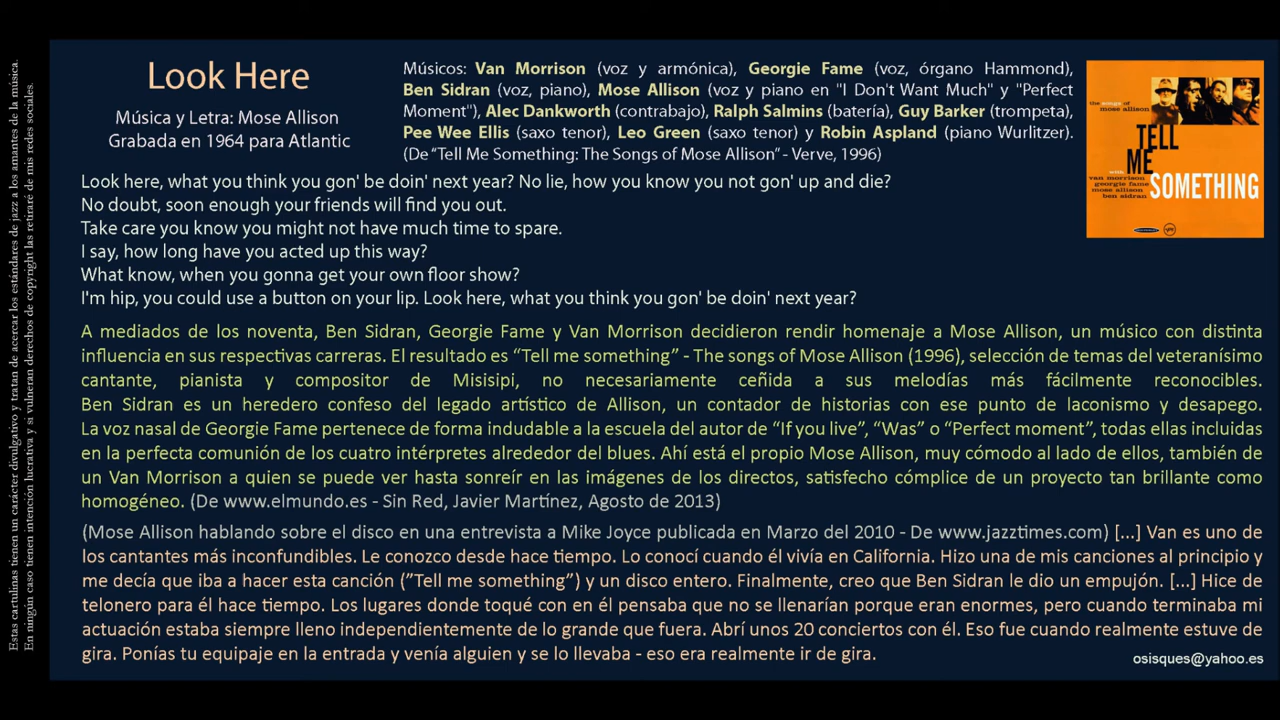 Estas cartulinas tienen un carácter divulgativo y tratan de acercar los estándares de jazz a los amantes de la música.
En ningún caso tienen intención lucrativa y si vulneran derechos de copyright las retiraré de mis redes sociales.
Look Here
Música y Letra: Mose Allison
Grabada en 1964 para Atlantic
Músicos: Van Morrison (voz y armónica), Georgie Fame (voz, órgano Hammond),
Ben Sidran (voz, piano), Mose Allison (voz y piano en "I Don't Want Much" y "Perfect
Moment"), Alec Dankworth (contrabajo), Ralph Salmins (batería), Guy Barker (trompeta),
Pee Wee Ellis (saxo tenor), Leo Green (saxo tenor) y Robin Aspland (piano Wurlitzer).
(De “Tell Me Something: The Songs of Mose Allison” - Verve, 1996)
the songs of
mose allison
TELL
ME
SOMETHING
with
van morrison
georgie fame
mose allison
ben sidran
Look here, what you think you gon' be doin' next year? No lie, how you know you not gon' up and die?
No doubt, soon enough your friends will find you out.
Take care you know you might not have much time to spare.
I say, how long have you acted up this way?
What know, when you gonna get your own floor show?
I'm hip, you could use a button on your lip. Look here, what you think you gon' be doin' next year?
A mediados de los noventa, Ben Sidran, Georgie Fame y Van Morrison decidieron rendir homenaje a Mose Allison, un músico con distinta
influencia en sus respectivas carreras. El resultado es “Tell me something” - The songs of Mose Allison (1996), selección de temas del veteranísimo
cantante, pianista y compositor de Misisipi, no necesariamente ceñida a sus melodías más fácilmente reconocibles.
Ben Sidran es un heredero confeso del legado artístico de Allison, un contador de historias con ese punto de laconismo y desapego.
La voz nasal de Georgie Fame pertenece de forma indudable a la escuela del autor de “If you live”, “Was” o “Perfect moment”, todas ellas incluidas
en la perfecta comunión de los cuatro intérpretes alrededor del blues. Ahí está el propio Mose Allison, muy cómodo al lado de ellos, también de
un Van Morrison a quien se puede ver hasta sonreír en las imágenes de los directos, satisfecho cómplice de un proyecto tan brillante como
homogéneo. (De www.elmundo.es - Sin Red, Javier Martínez, Agosto de 2013)
(Mose Allison hablando sobre el disco en una entrevista a Mike Joyce publicada en Marzo del 2010 - De www.jazztimes.com) [...] Van es uno de
los cantantes más inconfundibles. Le conozco desde hace tiempo. Lo conocí cuando él vivía en California. Hizo una de mis canciones al principio y
me decía que iba a hacer esta canción (”Tell me something”) y un disco entero. Finalmente, creo que Ben Sidran le dio un empujón. [...] Hice de
telonero para él hace tiempo. Los lugares donde toqué con en él pensaba que no se llenarían porque eran enormes, pero cuando terminaba mi
actuación estaba siempre lleno independientemente de lo grande que fuera. Abrí unos 20 conciertos con él. Eso fue cuando realmente estuve de
gira. Ponías tu equipaje en la entrada y venía alguien y se lo llevaba - eso era realmente ir de gira.
osisques@yahoo.es